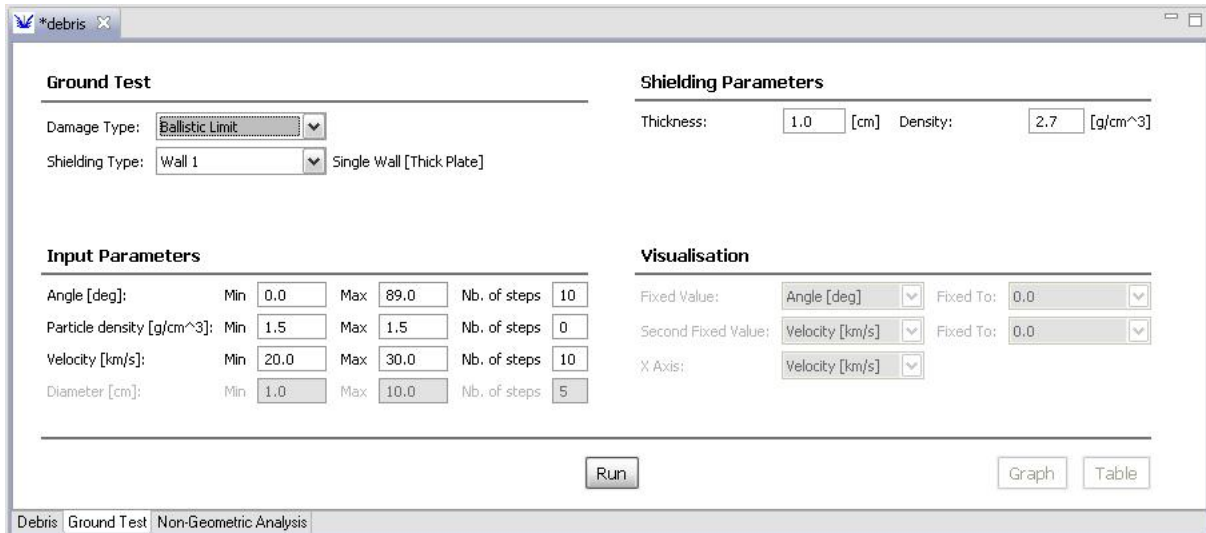 *debris
Ground Test
Damage Type: Ballistic Limit
Shielding Type: Wall 1 Single Wall [Thick Plate]
Shielding Parameters
Thickness: 1.0 [cm] Density: 2.7 [g/cm^3]
Input Parameters
Angle [deg]: Min 0.0 Max 89.0 Nb. of steps 10
Particle density [g/cm^3]: Min 1.5 Max 1.5 Nb. of steps 0
Velocity [km/s]: Min 20.0 Max 30.0 Nb. of steps 10
Diameter [cm]: Min 1.0 Max 10.0 Nb. of steps 5
Visualisation
Fixed Value: Angle [deg] Fixed To: 0.0
Second Fixed Value: Velocity [km/s] Fixed To: 0.0
X Axis: Velocity [km/s]
Run
Graph Table
Debris Ground Test Non-Geometric Analysis